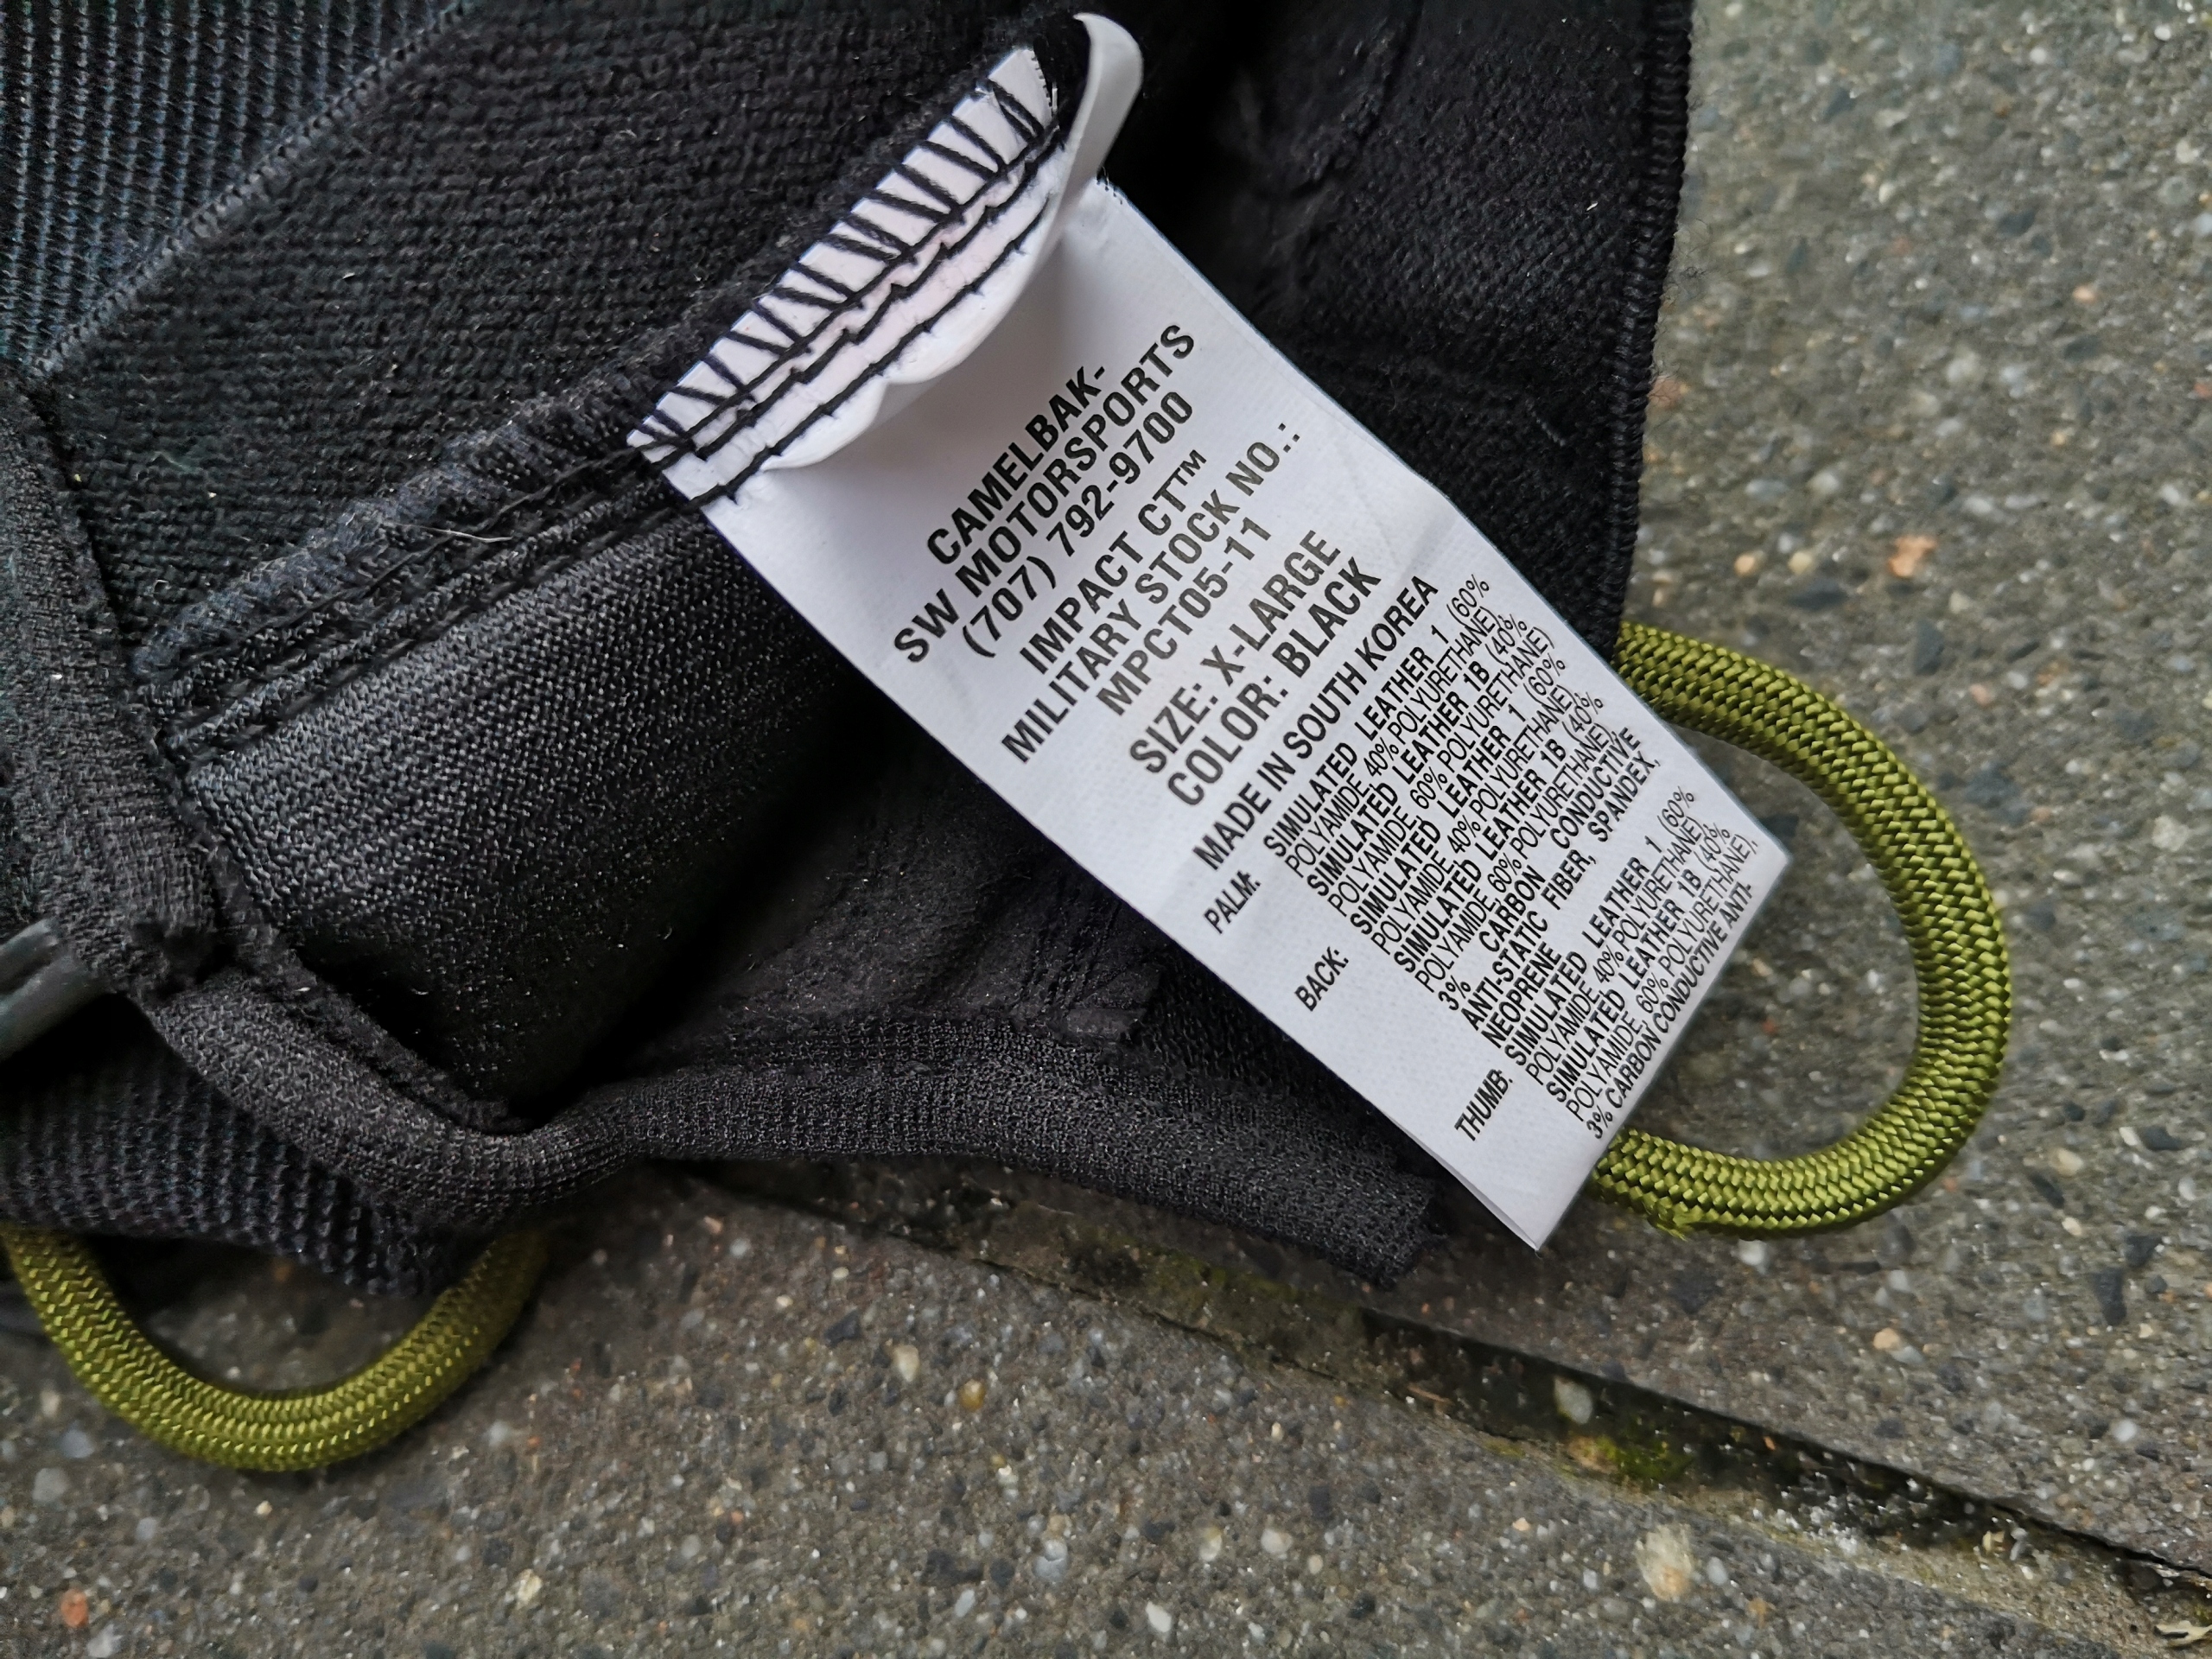 CAMELBAK-
SW MOTORSPORTS
(707) 792-9700
IMPACT CT™
MILITARY STOCK NO.:
MPCT05-11
SIZE: X-LARGE
COLOR: BLACK
MADE IN SOUTH KOREA
PALM: SIMULATED LEATHER 1 (60%
POLYAMIDE 40% POLYURETHANE),
SIMULATED LEATHER 1B (40%
POLYAMIDE 60% POLYURETHANE)
BACK: SIMULATED LEATHER 1 (60%
POLYAMIDE 40% POLYURETHANE),
SIMULATED LEATHER 1B (40%
POLYAMIDE 60% POLYURETHANE),
3% CARBON CONDUCTIVE
ANTI-STATIC FIBER, SPANDEX,
NEOPRENE
THUMB: SIMULATED LEATHER 1 (60%
POLYAMIDE 40% POLYURETHANE),
SIMULATED LEATHER 1B (40%
POLYAMIDE, 60% POLYURETHANE),
3% CARBON CONDUCTIVE ANTI-